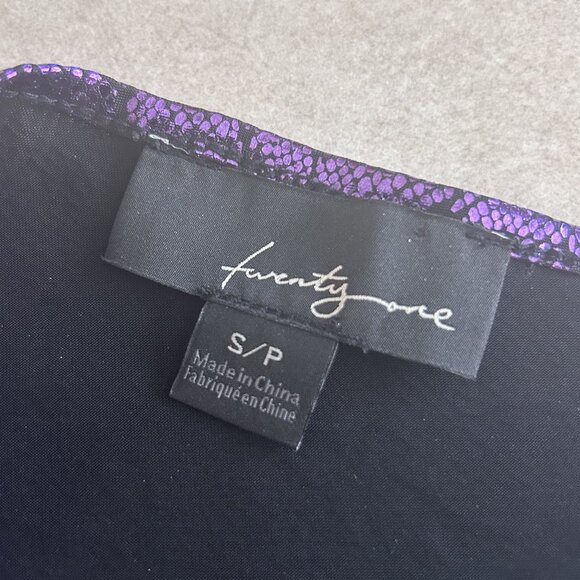 twenty one
S/P
Made in China
Fabriqué en Chine